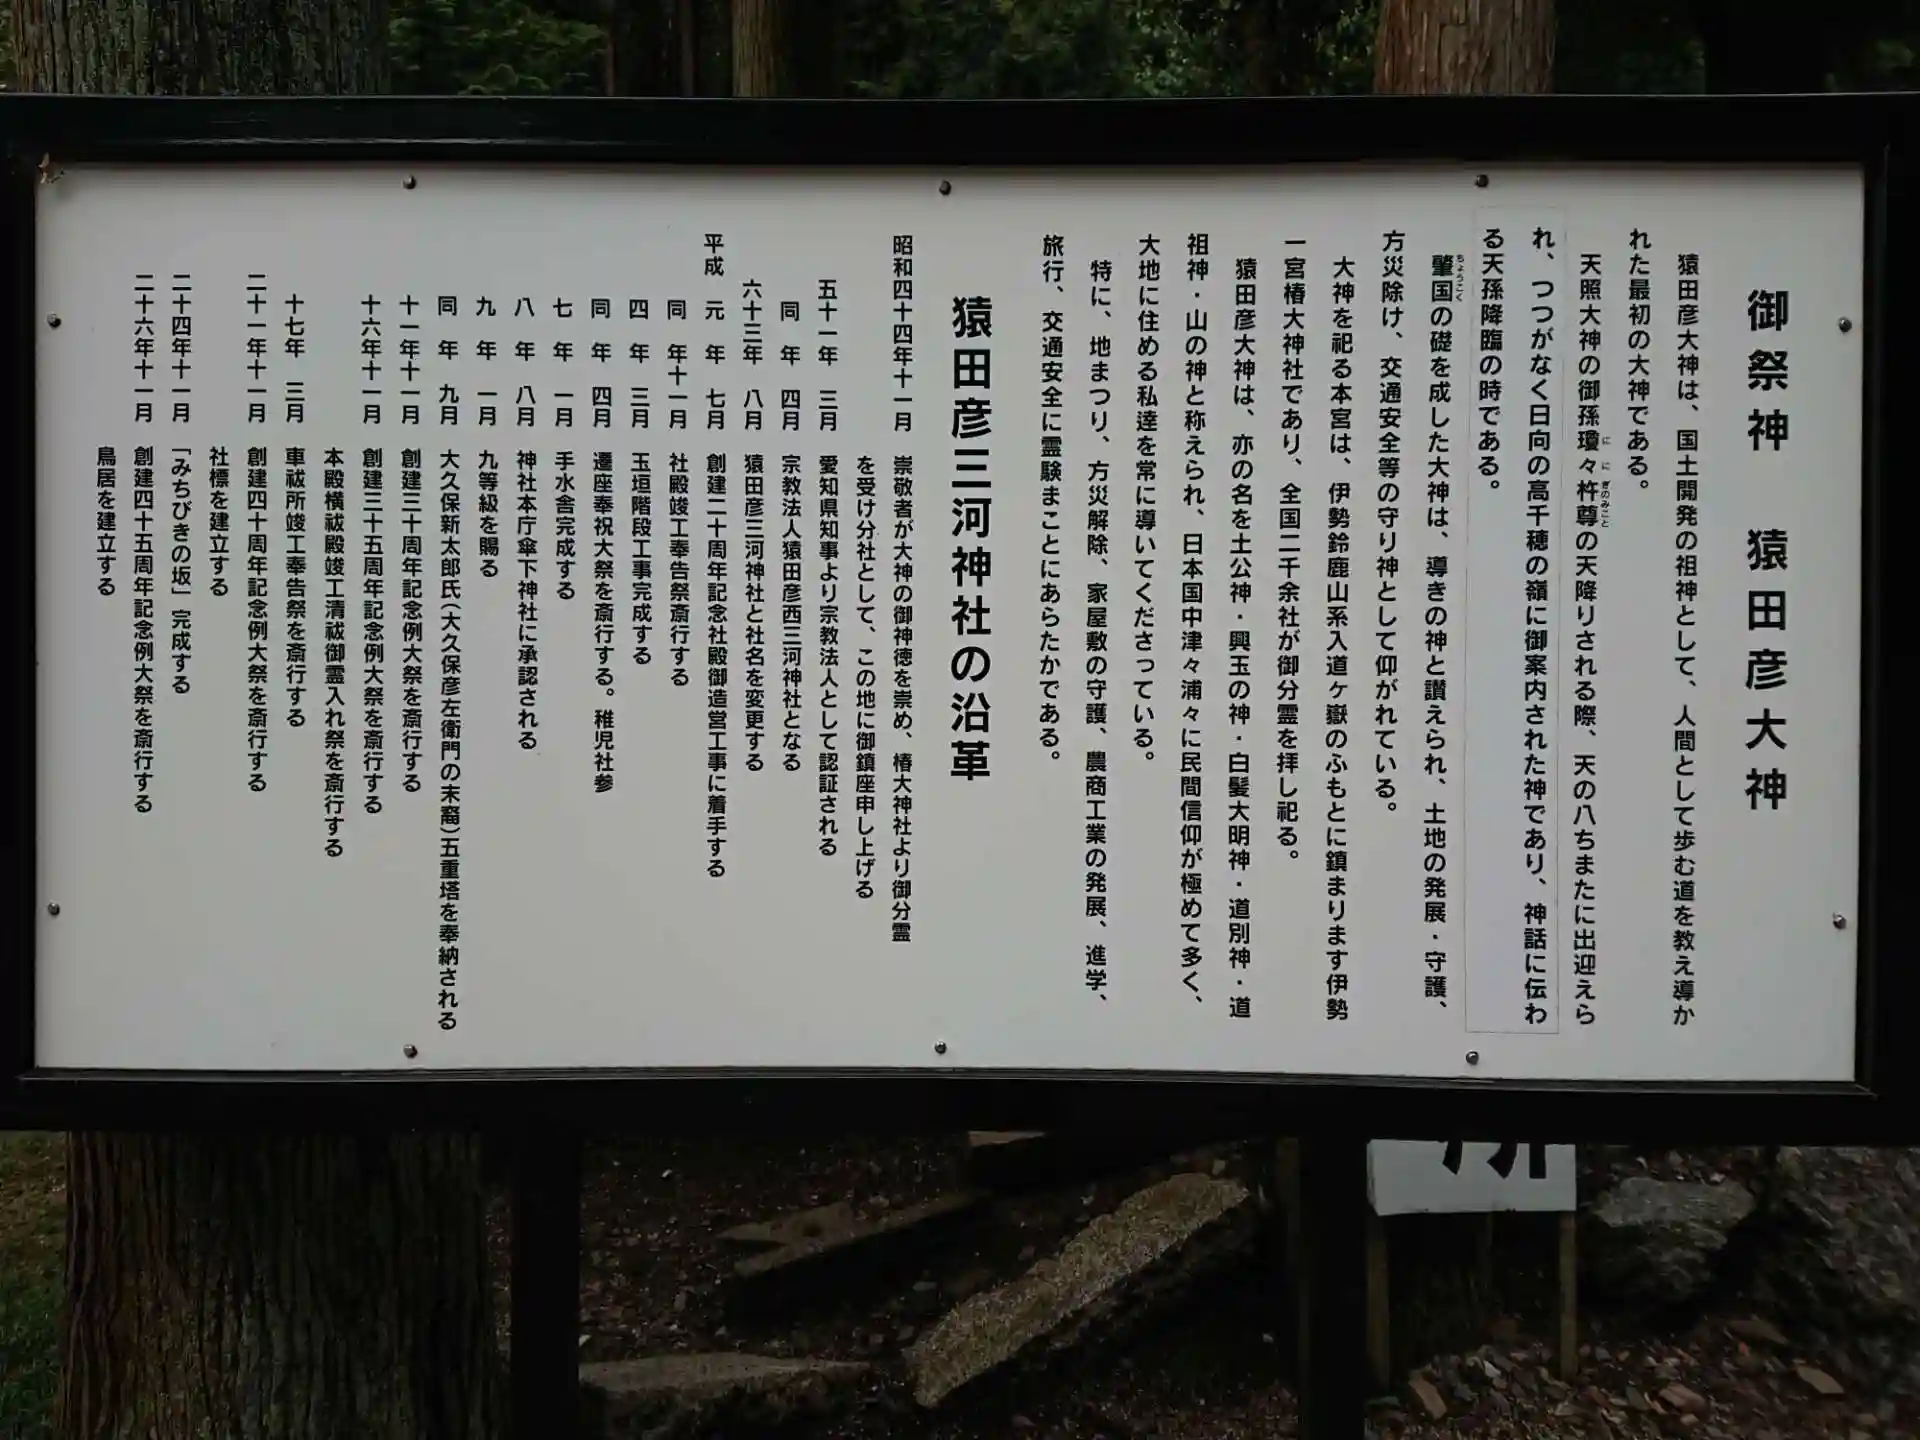 御祭神　猿田彦大神
猿田彦大神は、国土開発の祖神として、人間として歩む道を教え導か
れた最初の大神である。
天照大神の御孫瓊々杵尊の天降りされる際、天の八ちまたに出迎えら
にに ぎのみこと
れ、つつがなく日向の高千穂の嶺に御案内された神であり、神話に伝わ
る天孫降臨の時である。
肇国の礎を成した大神は、導きの神と讃えられ、土地の発展・守護、
ちょうこく
方災除け、交通安全等の守り神として仰がれている。
大神を祀る本宮は、伊勢鈴鹿山系入道ヶ嶽のふもとに鎮まります伊勢
一宮椿大神社であり、全国二千余社が御分霊を拝し祀る。
猿田彦大神は、亦の名を土公神・興玉の神・白髪大明神・道別神・道
祖神・山の神と称えられ、日本国中津々浦々に民間信仰が極めて多く、
大地に住める私達を常に導いてくださっている。
特に、地まつり、方災解除、家屋敷の守護、農商工業の発展、進学、
旅行、交通安全に霊験まことにあらたかである。
猿田彦三河神社の沿革
昭和四十四年十一月　崇敬者が大神の御神徳を崇め、椿大神社より御分霊
を受け分社として、この地に御鎮座申し上げる
五十一年　三月　愛知県知事より宗教法人として認証される
同　年　四月　宗教法人猿田彦西三河神社となる
六十三年　八月　猿田彦三河神社と社名を変更する
平成　元　年　七月　創建二十周年記念社殿御造営工事に着手する
同　年十一月　社殿竣工奉告祭斎行する
四　年　三月　玉垣階段工事完成する
同　年　四月　遷座奉祝大祭を斎行する。稚児社参
七　年　一月　手水舎完成する
八　年　八月　神社本庁傘下神社に承認される
九　年　一月　九等級を賜る
同　年　九月　大久保新太郎氏（大久保彦左衛門の末裔）五重塔を奉納される
十一年十一月　創建三十周年記念例大祭を斎行する
十六年十一月　創建三十五周年記念例大祭を斎行する
本殿横祓殿竣工清祓御霊入れ祭を斎行する
十七年　三月　車祓所竣工奉告祭を斎行する
二十一年十一月　創建四十周年記念例大祭を斎行する
社標を建立する
二十四年十一月　「みちびきの坂」完成する
二十六年十一月　創建四十五周年記念例大祭を斎行する
鳥居を建立する